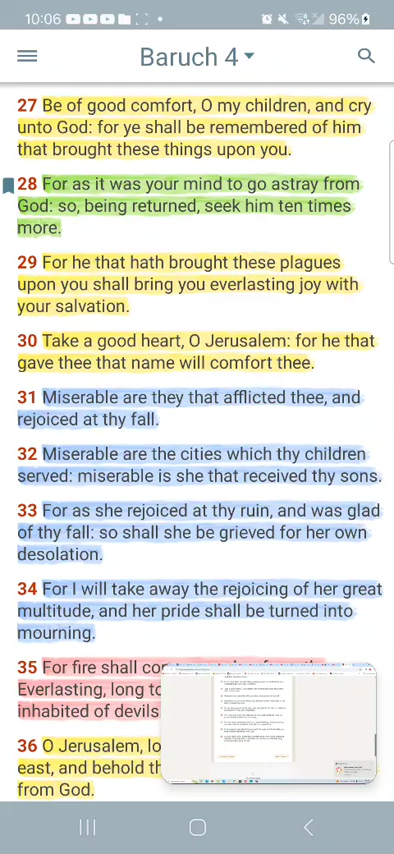 10:06
96%
Baruch 4
27 Be of good comfort, O my children, and cry
unto God: for ye shall be remembered of him
that brought these things upon you.
28 For as it was your mind to go astray from
God: so, being returned, seek him ten times
more.
29 For he that hath brought these plagues
upon you shall bring you everlasting joy with
your salvation.
30 Take a good heart, O Jerusalem: for he that
gave thee that name will comfort thee.
31 Miserable are they that afflicted thee, and
rejoiced at thy fall.
32 Miserable are the cities which thy children
served: miserable is she that received thy sons.
33 For as she rejoiced at thy ruin, and was glad
of thy fall: so shall she be grieved for her own
desolation.
34 For I will take away the rejoicing of her great
multitude, and her pride shall be turned into
mourning.
35 For fire shall
Everlasting, long
inhabited of devils
36 O Jerusalem,
east, and behold
from God.